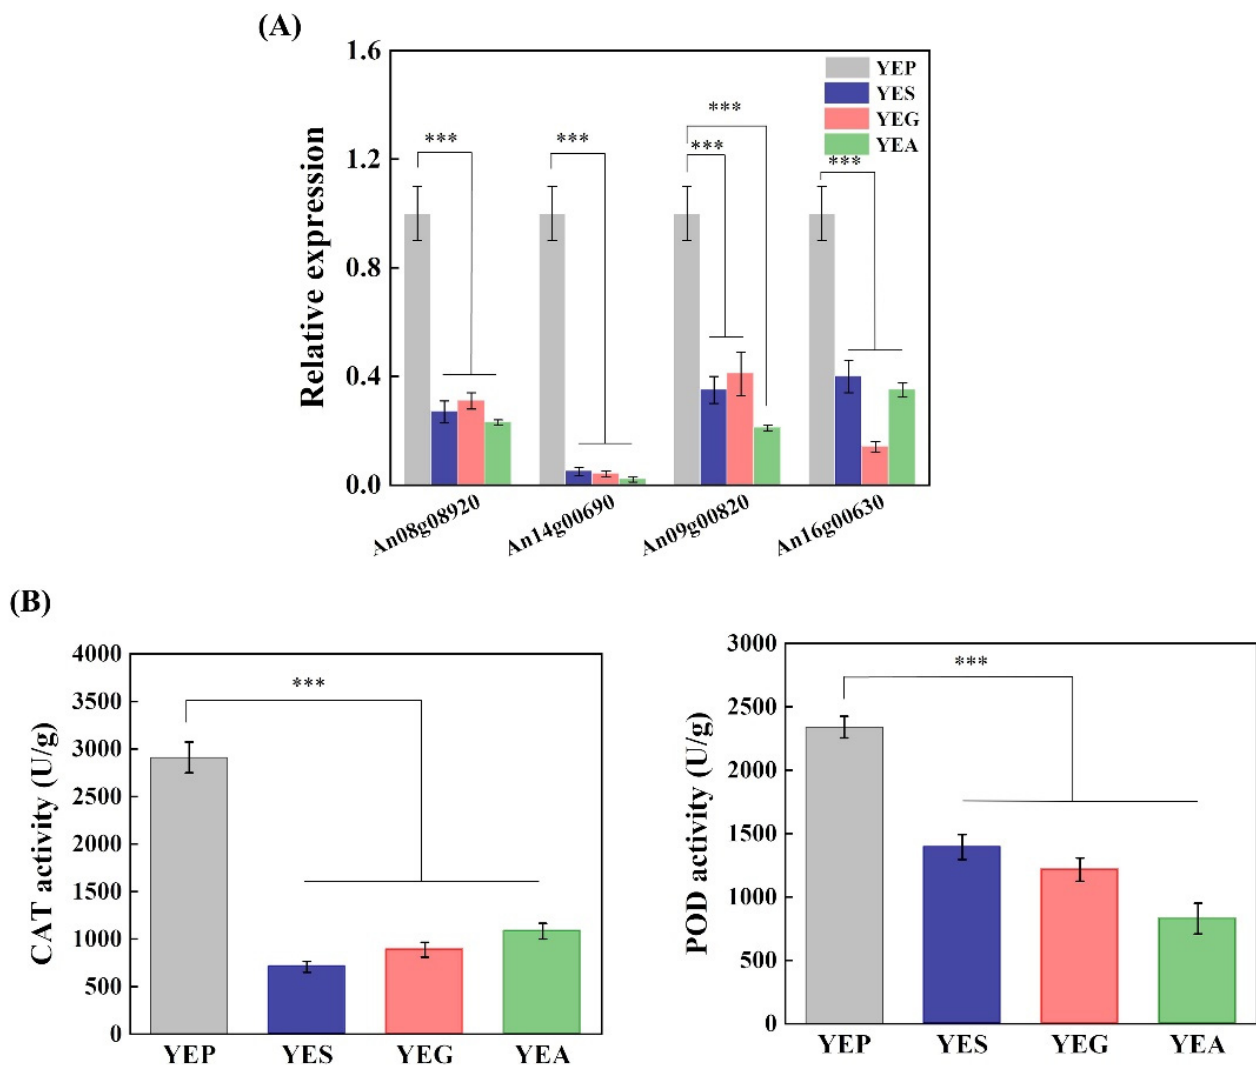 (A)
Relative expression
1.6
1.2
0.8
0.4
0.0
YEP
YES
YEG
YEA
***
***
***
***
***
An08g08920
An14g00690
An09g00820
An16g00630
(B)
CAT activity (U/g)
4000
3500
3000
2500
2000
1500
1000
500
0
***
YEP
YES
YEG
YEA
POD activity (U/g)
3000
2500
2000
1500
1000
500
0
***
YEP
YES
YEG
YEA